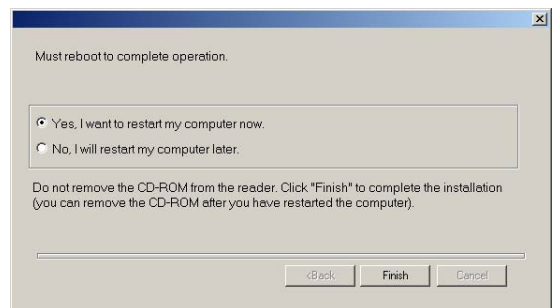 Must reboot to complete operation.
Yes, I want to restart my computer now.
No, I will restart my computer later.
Do not remove the CD-ROM from the reader. Click "Finish" to complete the installation
(you can remove the CD-ROM after you have restarted the computer).
<Back
Finish
Cancel